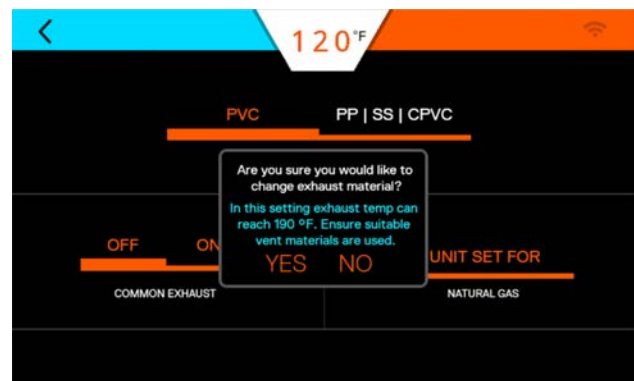 120°F
PVC PP | SS | CPVC
Are you sure you would like to
change exhaust material?
In this setting exhaust temp can
reach 190 ºF. Ensure suitable
vent materials are used.
YES NO
OFF ON
COMMON EXHAUST
UNIT SET FOR
NATURAL GAS